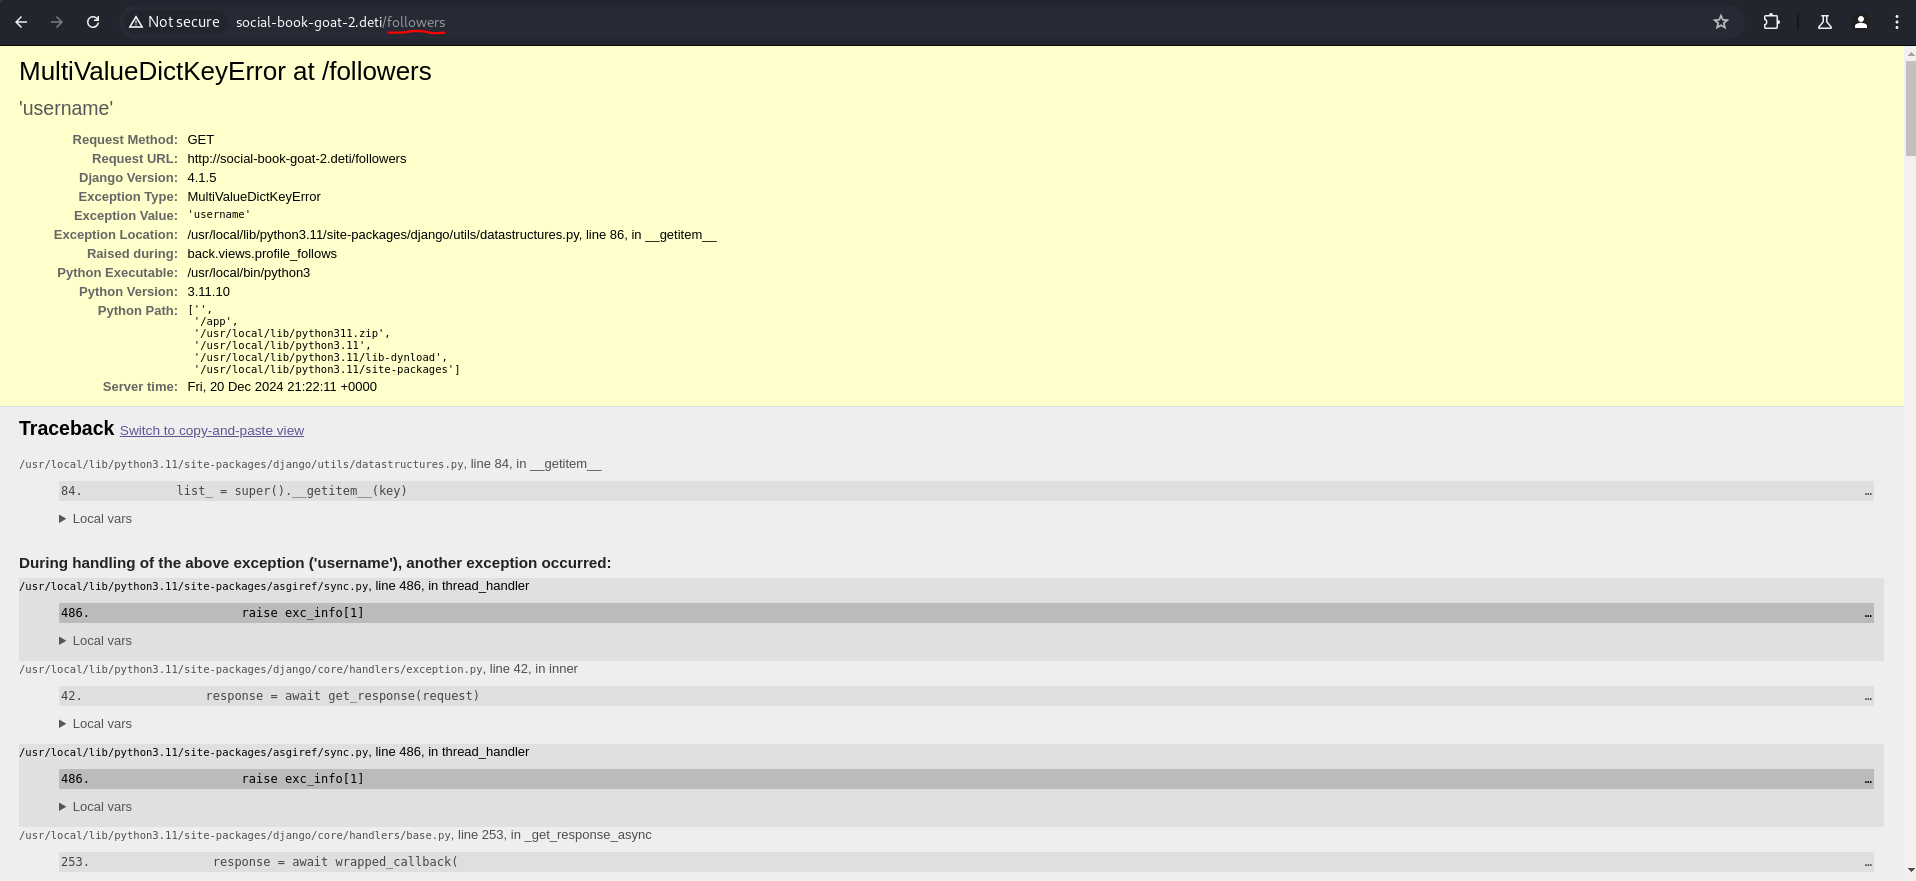 Not secure social-book-goat-2.deti/followers
MultiValueDictKeyError at /followers
'username'
Request Method: GET
Request URL: http://social-book-goat-2.deti/followers
Django Version: 4.1.5
Exception Type: MultiValueDictKeyError
Exception Value: 'username'
Exception Location: /usr/local/lib/python3.11/site-packages/django/utils/datastructures.py, line 86, in __getitem__
Raised during: back.views.profile_follows
Python Executable: /usr/local/bin/python3
Python Version: 3.11.10
Python Path: ['',
'/app',
'/usr/local/lib/python311.zip',
'/usr/local/lib/python3.11',
'/usr/local/lib/python3.11/lib-dynload',
'/usr/local/lib/python3.11/site-packages']
Server time: Fri, 20 Dec 2024 21:22:11 +0000
Traceback Switch to copy-and-paste view
/usr/local/lib/python3.11/site-packages/django/utils/datastructures.py, line 84, in __getitem__
84. list_ = super().__getitem__(key) …
Local vars
During handling of the above exception ('username'), another exception occurred:
/usr/local/lib/python3.11/site-packages/asgiref/sync.py, line 486, in thread_handler
486. raise exc_info[1] …
Local vars
/usr/local/lib/python3.11/site-packages/django/core/handlers/exception.py, line 42, in inner
42. response = await get_response(request) …
Local vars
/usr/local/lib/python3.11/site-packages/asgiref/sync.py, line 486, in thread_handler
486. raise exc_info[1] …
Local vars
/usr/local/lib/python3.11/site-packages/django/core/handlers/base.py, line 253, in _get_response_async
253. response = await wrapped_callback( …